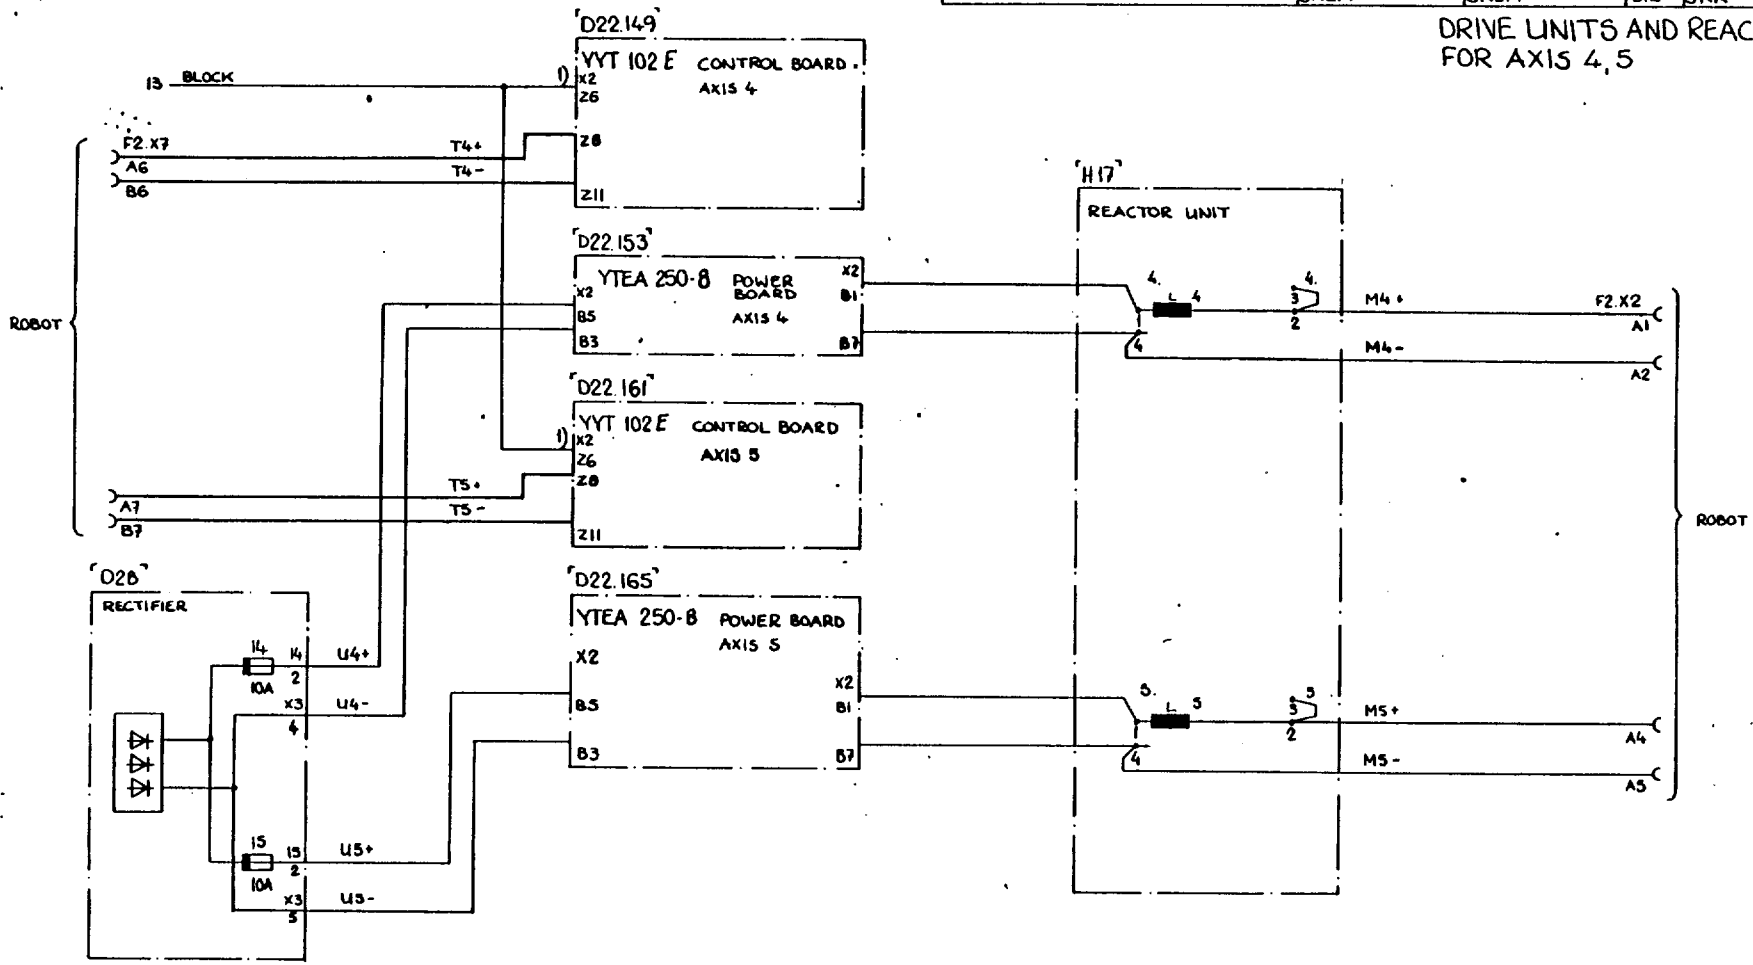 DRIVE UNITS AND REAC
FOR AXIS 4, 5
D22.149
YYT 102 E CONTROL BOARD.
AXIS 4
1) X2
Z6
Z8
Z11
13 BLOCK
F2.X7
A6
B6
T4+
T4-
ROBOT
D22.153
YTEA 250-B POWER
BOARD
AXIS 4
X2
B5
B3
X2
B1
B7
D22.161
YYT 102 E CONTROL BOARD
AXIS 5
1) X2
Z6
Z8
Z11
A7
B7
T5+
T5-
D22.165
YTEA 250-B POWER BOARD
AXIS 5
X2
B5
B3
X2
B1
B7
D28
RECTIFIER
14
10A
14
2
U4+
X3
4
U4-
15
10A
15
2
U5+
X3
5
U5-
H17
REACTOR UNIT
4.
L 4
4
4.
3
2
M4+
M4-
F2.X2
A1
A2
5.
L 5
4
5
3
2
M5+
M5-
A4
A5
ROBOT